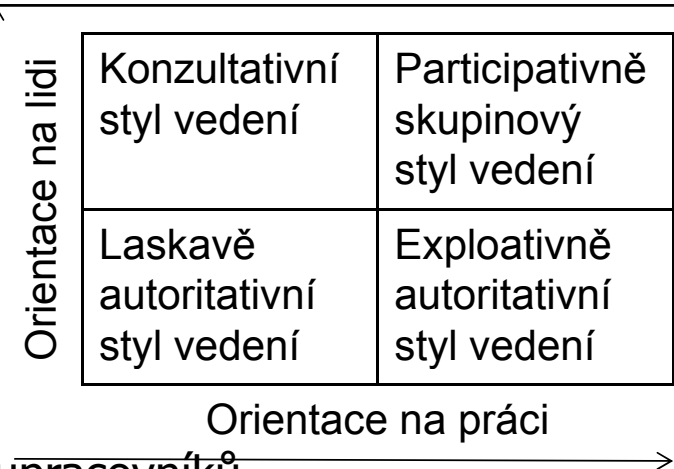 Orientace na lidi
Konzultativní
styl vedení
Participativně
skupinový
styl vedení
Laskavě
autoritativní
styl vedení
Exploativně
autoritativní
styl vedení
Orientace na práci